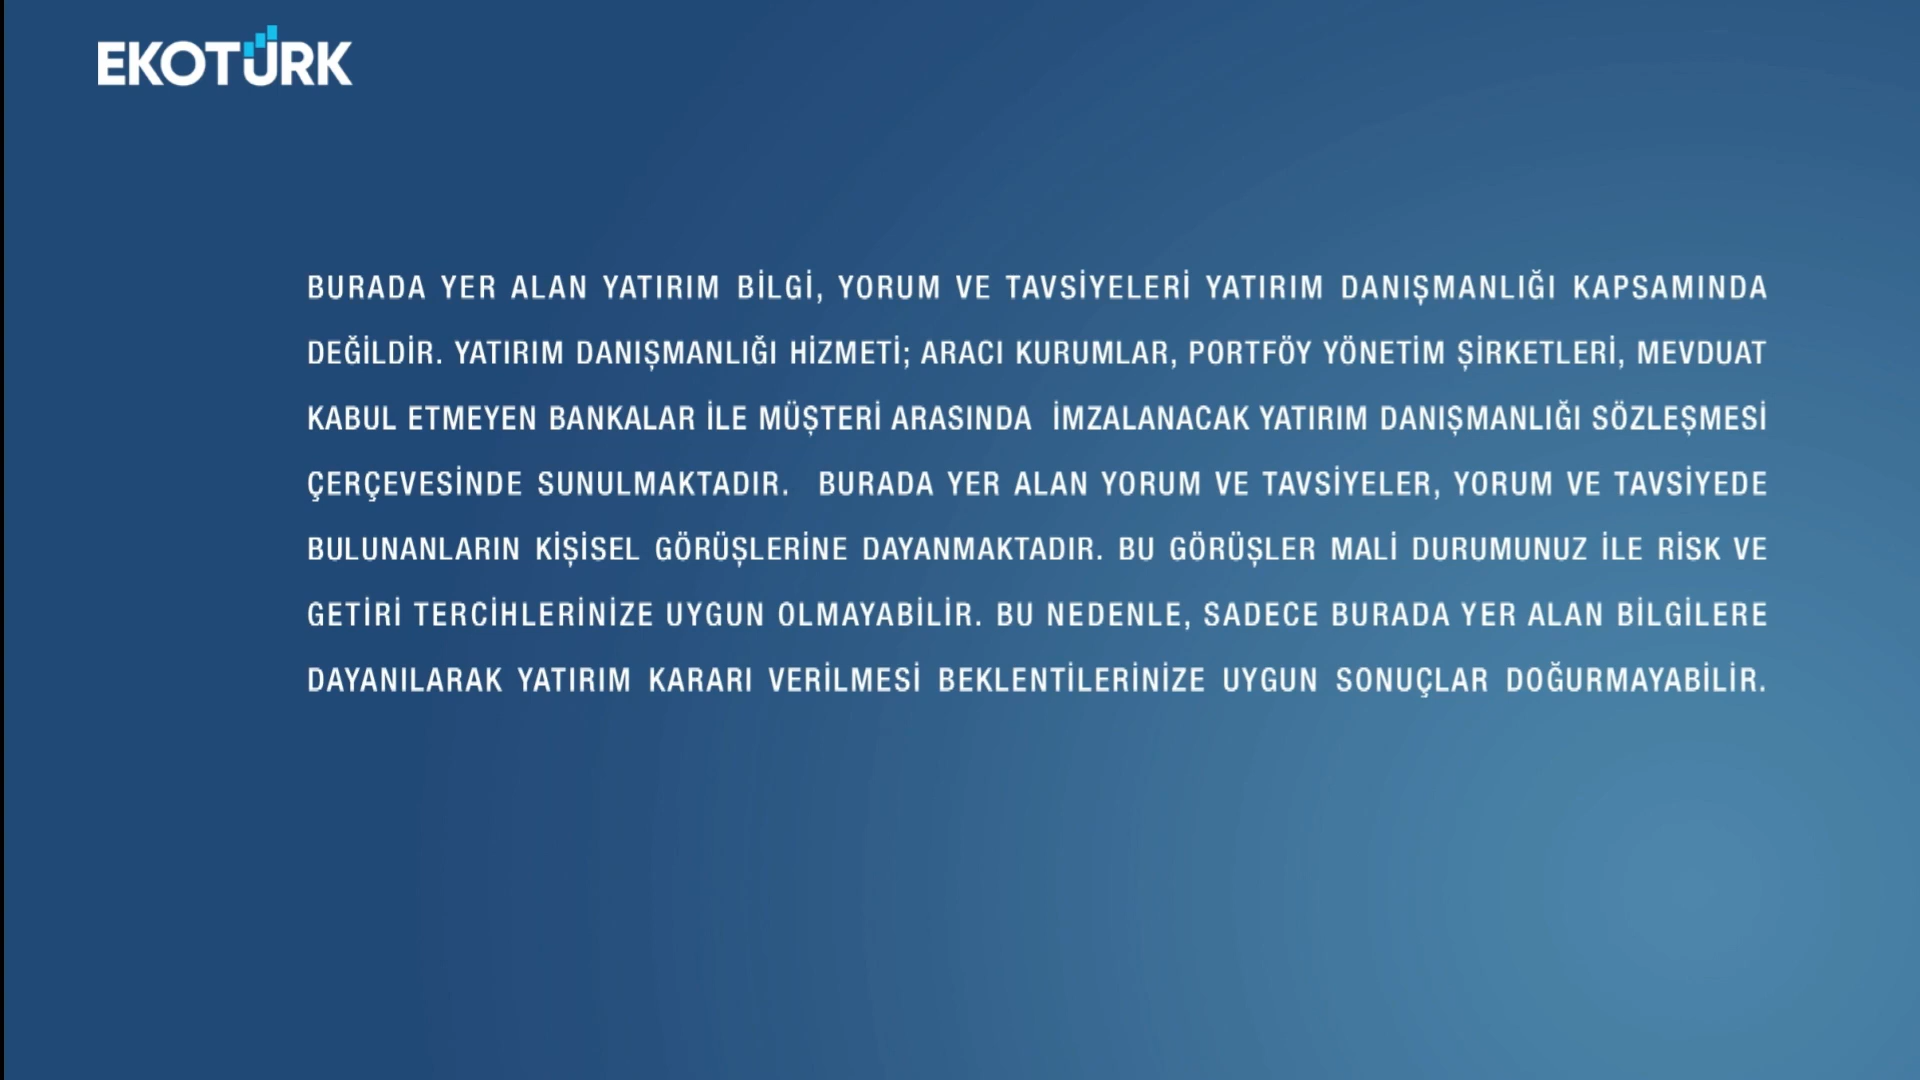 EKOTÜRK
BURADA YER ALAN YATIRIM BİLGİ, YORUM VE TAVSİYELERİ YATIRIM DANIŞMANLIĞI KAPSAMINDA
DEĞİLDİR. YATIRIM DANIŞMANLIĞI HİZMETİ; ARACI KURUMLAR, PORTFÖY YÖNETİM ŞİRKETLERİ, MEVDUAT
KABUL ETMEYEN BANKALAR İLE MÜŞTERİ ARASINDA İMZALANACAK YATIRIM DANIŞMANLIĞI SÖZLEŞMESİ
ÇERÇEVESİNDE SUNULMAKTADIR. BURADA YER ALAN YORUM VE TAVSİYELER, YORUM VE TAVSİYEDE
BULUNANLARIN KİŞİSEL GÖRÜŞLERİNE DAYANMAKTADIR. BU GÖRÜŞLER MALİ DURUMUNUZ İLE RİSK VE
GETİRİ TERCİHLERİNİZE UYGUN OLMAYABİLİR. BU NEDENLE, SADECE BURADA YER ALAN BİLGİLERE
DAYANILARAK YATIRIM KARARI VERİLMESİ BEKLENTİLERİNİZE UYGUN SONUÇLAR DOĞURMAYABİLİR.